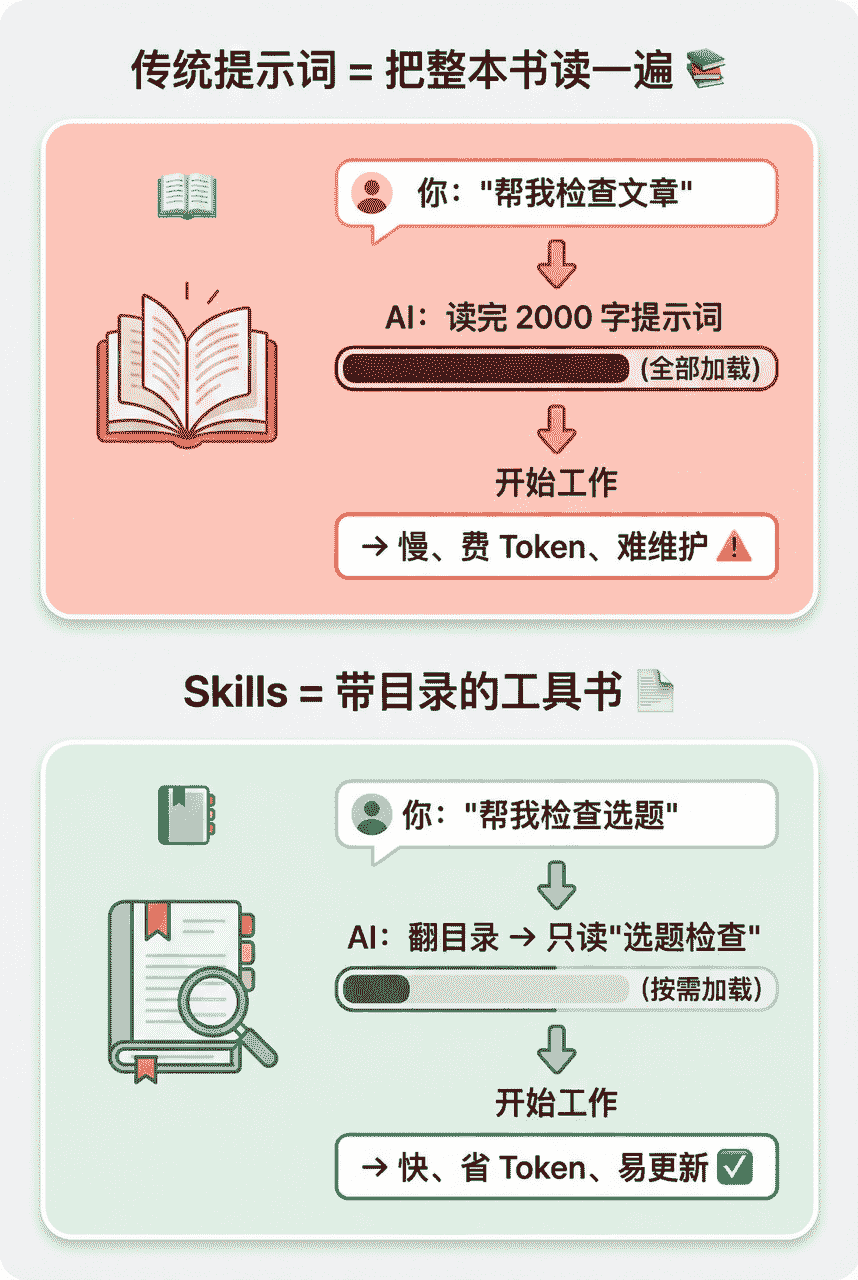 传统提示词 = 把整本书读一遍 📚
你："帮我检查文章"
AI：读完 2000 字提示词
(全部加载)
开始工作
→ 慢、费 Token、难维护 ⚠️
Skills = 带目录的工具书 📄
你："帮我检查选题"
AI：翻目录 → 只读"选题检查"
(按需加载)
开始工作
→ 快、省 Token、易更新 ✅